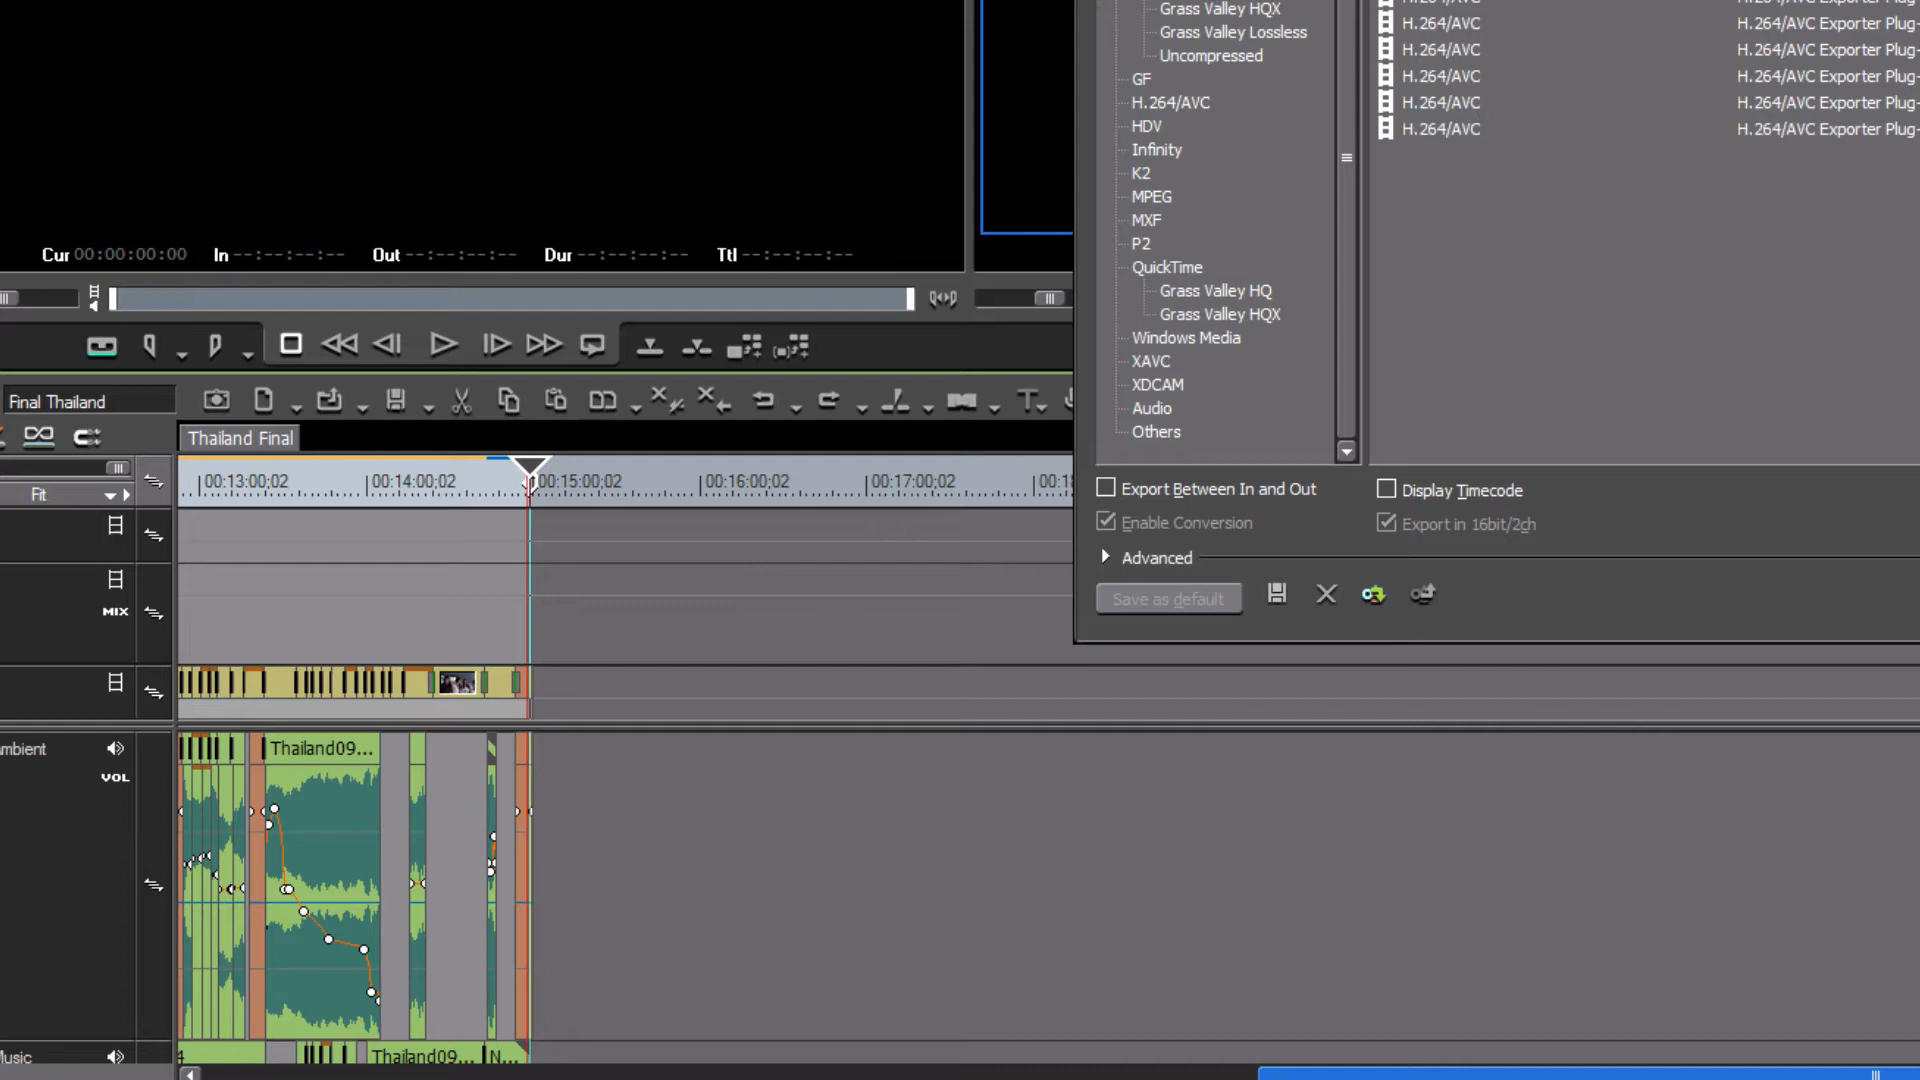 Cur 00:00:00:00 In --:--:--:-- Out --:--:--:-- Dur --:--:--:-- Ttl --:--:--:--
Final Thailand
Thailand Final
Fit
00:13:00;02 00:14:00;02 00:15:00;02 00:16:00;02 00:17:00;02 00:18
MIX
mbient
VOL
Thailand09...
Music
4
Thailand09...
N...
Grass Valley HQX
Grass Valley Lossless
Uncompressed
GF
H.264/AVC
HDV
Infinity
K2
MPEG
MXF
P2
QuickTime
Grass Valley HQ
Grass Valley HQX
Windows Media
XAVC
XDCAM
Audio
Others
H.264/AVC H.264/AVC Exporter Plug-
H.264/AVC H.264/AVC Exporter Plug-
H.264/AVC H.264/AVC Exporter Plug-
H.264/AVC H.264/AVC Exporter Plug-
H.264/AVC H.264/AVC Exporter Plug-
Export Between In and Out
Display Timecode
Enable Conversion
Export in 16bit/2ch
Advanced
Save as default